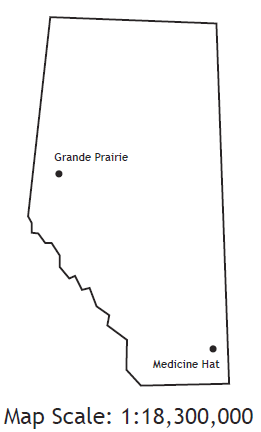 Grande Prairie
Medicine Hat
Map Scale: 1:18,300,000